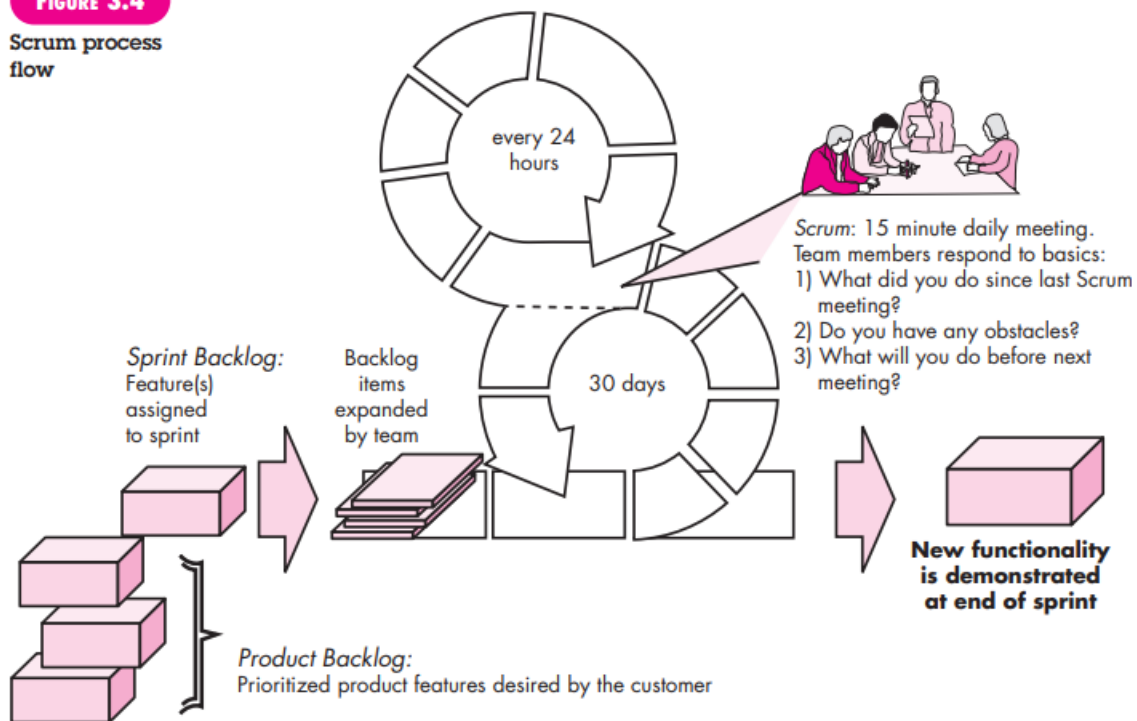 FIGURE 3.4
Scrum process
flow
every 24
hours
Scrum: 15 minute daily meeting.
Team members respond to basics:
1) What did you do since last Scrum
meeting?
2) Do you have any obstacles?
3) What will you do before next
meeting?
Sprint Backlog:
Feature(s)
assigned
to sprint
Backlog
items
expanded
by team
30 days
New functionality
is demonstrated
at end of sprint
Product Backlog:
Prioritized product features desired by the customer